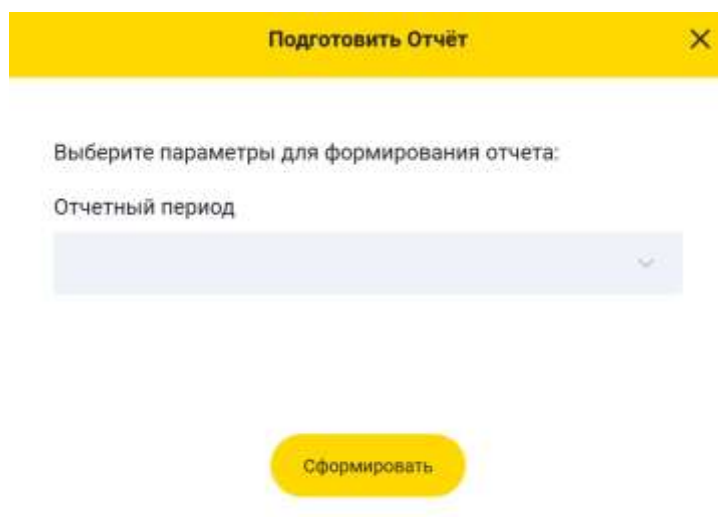 Подготовить Отчёт
Выберите параметры для формирования отчета:
Отчетный период
Сформировать